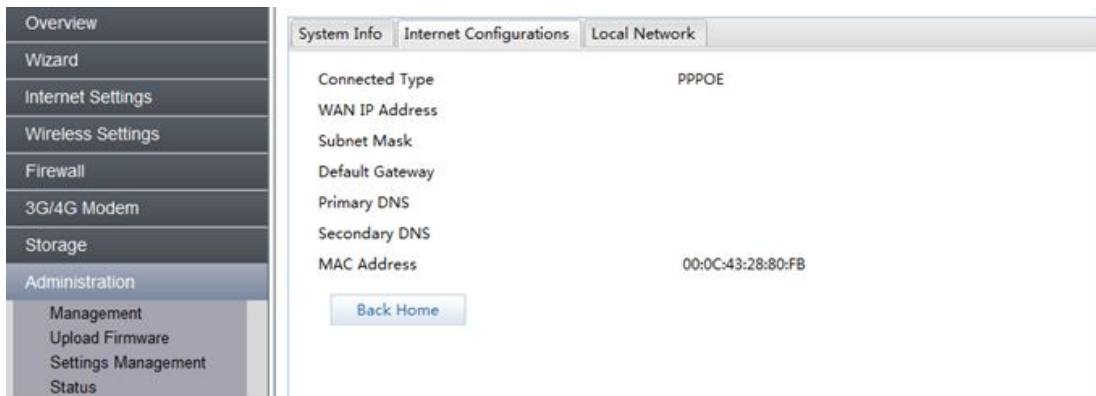 Overview
Wizard
Internet Settings
Wireless Settings
Firewall
3G/4G Modem
Storage
Administration
Management
Upload Firmware
Settings Management
Status
System Info Internet Configurations Local Network
Connected Type PPPOE
WAN IP Address
Subnet Mask
Default Gateway
Primary DNS
Secondary DNS
MAC Address 00:0C:43:28:80:FB
Back Home